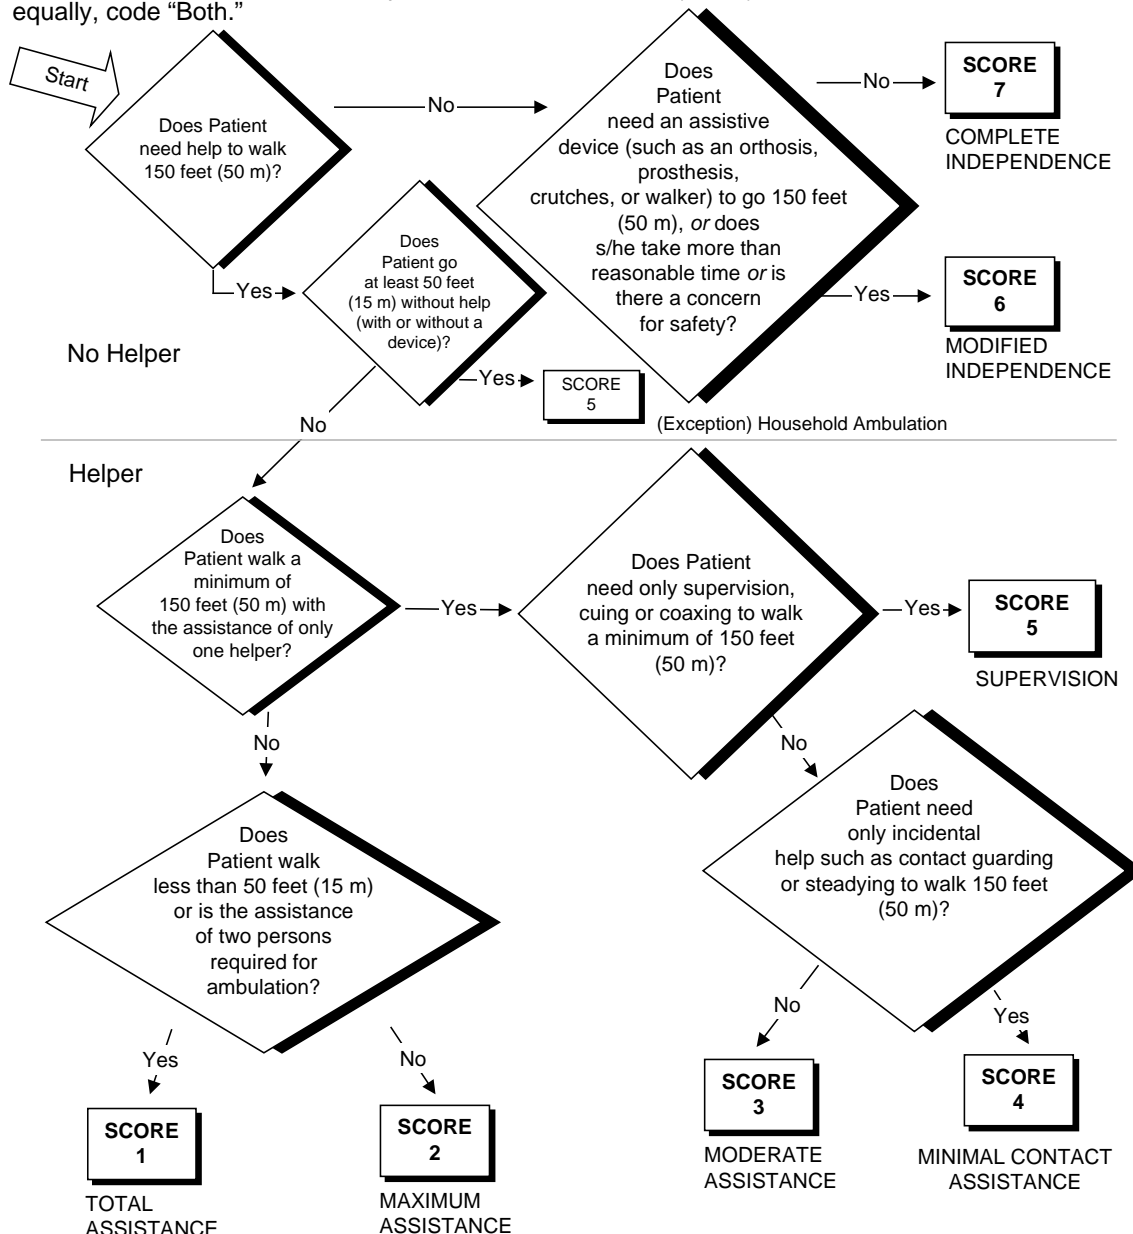 equally, code “Both.”
Start
Does Patient
need help to walk
150 feet (50 m)?
No
Does
Patient
need an assistive
device (such as an orthosis,
prosthesis,
crutches, or walker) to go 150 feet
(50 m), or does
s/he take more than
reasonable time or is
there a concern
for safety?
No
SCORE
7
COMPLETE
INDEPENDENCE
Yes
Does
Patient go
at least 50 feet
(15 m) without help
(with or without a
device)?
Yes
SCORE
6
MODIFIED
INDEPENDENCE
No Helper
Yes
SCORE
5
(Exception) Household Ambulation
No
Helper
Does
Patient walk a
minimum of
150 feet (50 m) with
the assistance of only
one helper?
Yes
Does Patient
need only supervision,
cuing or coaxing to walk
a minimum of 150 feet
(50 m)?
Yes
SCORE
5
SUPERVISION
No
No
Does
Patient walk
less than 50 feet (15 m)
or is the assistance
of two persons
required for
ambulation?
Does
Patient need
only incidental
help such as contact guarding
or steadying to walk 150 feet
(50 m)?
Yes
No
No
Yes
SCORE
1
TOTAL
ASSISTANCE
SCORE
2
MAXIMUM
ASSISTANCE
SCORE
3
MODERATE
ASSISTANCE
SCORE
4
MINIMAL CONTACT
ASSISTANCE